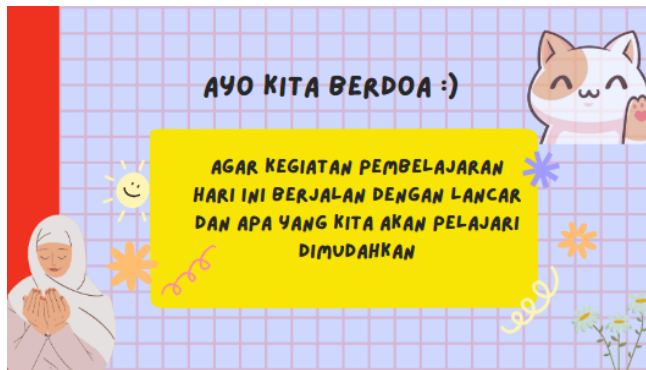 AYO KITA BERDOA :)
AGAR KEGIATAN PEMBELAJARAN
HARI INI BERJALAN DENGAN LANCAR
DAN APA YANG KITA AKAN PELAJARI
DIMUDAHKAN